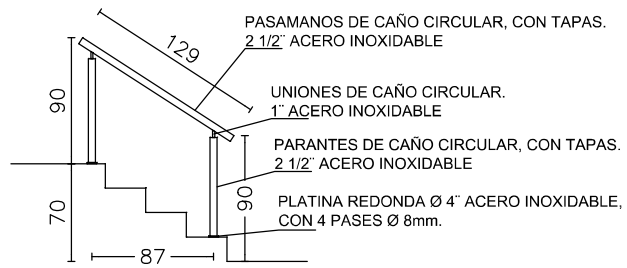 PASAMANOS DE CAÑO CIRCULAR, CON TAPAS.
2 1/2¨ ACERO INOXIDABLE
129
90
UNIONES DE CAÑO CIRCULAR.
1¨ ACERO INOXIDABLE
PARANTES DE CAÑO CIRCULAR, CON TAPAS.
2 1/2¨ ACERO INOXIDABLE
70
90
PLATINA REDONDA Ø 4¨ ACERO INOXIDABLE,
CON 4 PASES Ø 8mm.
87